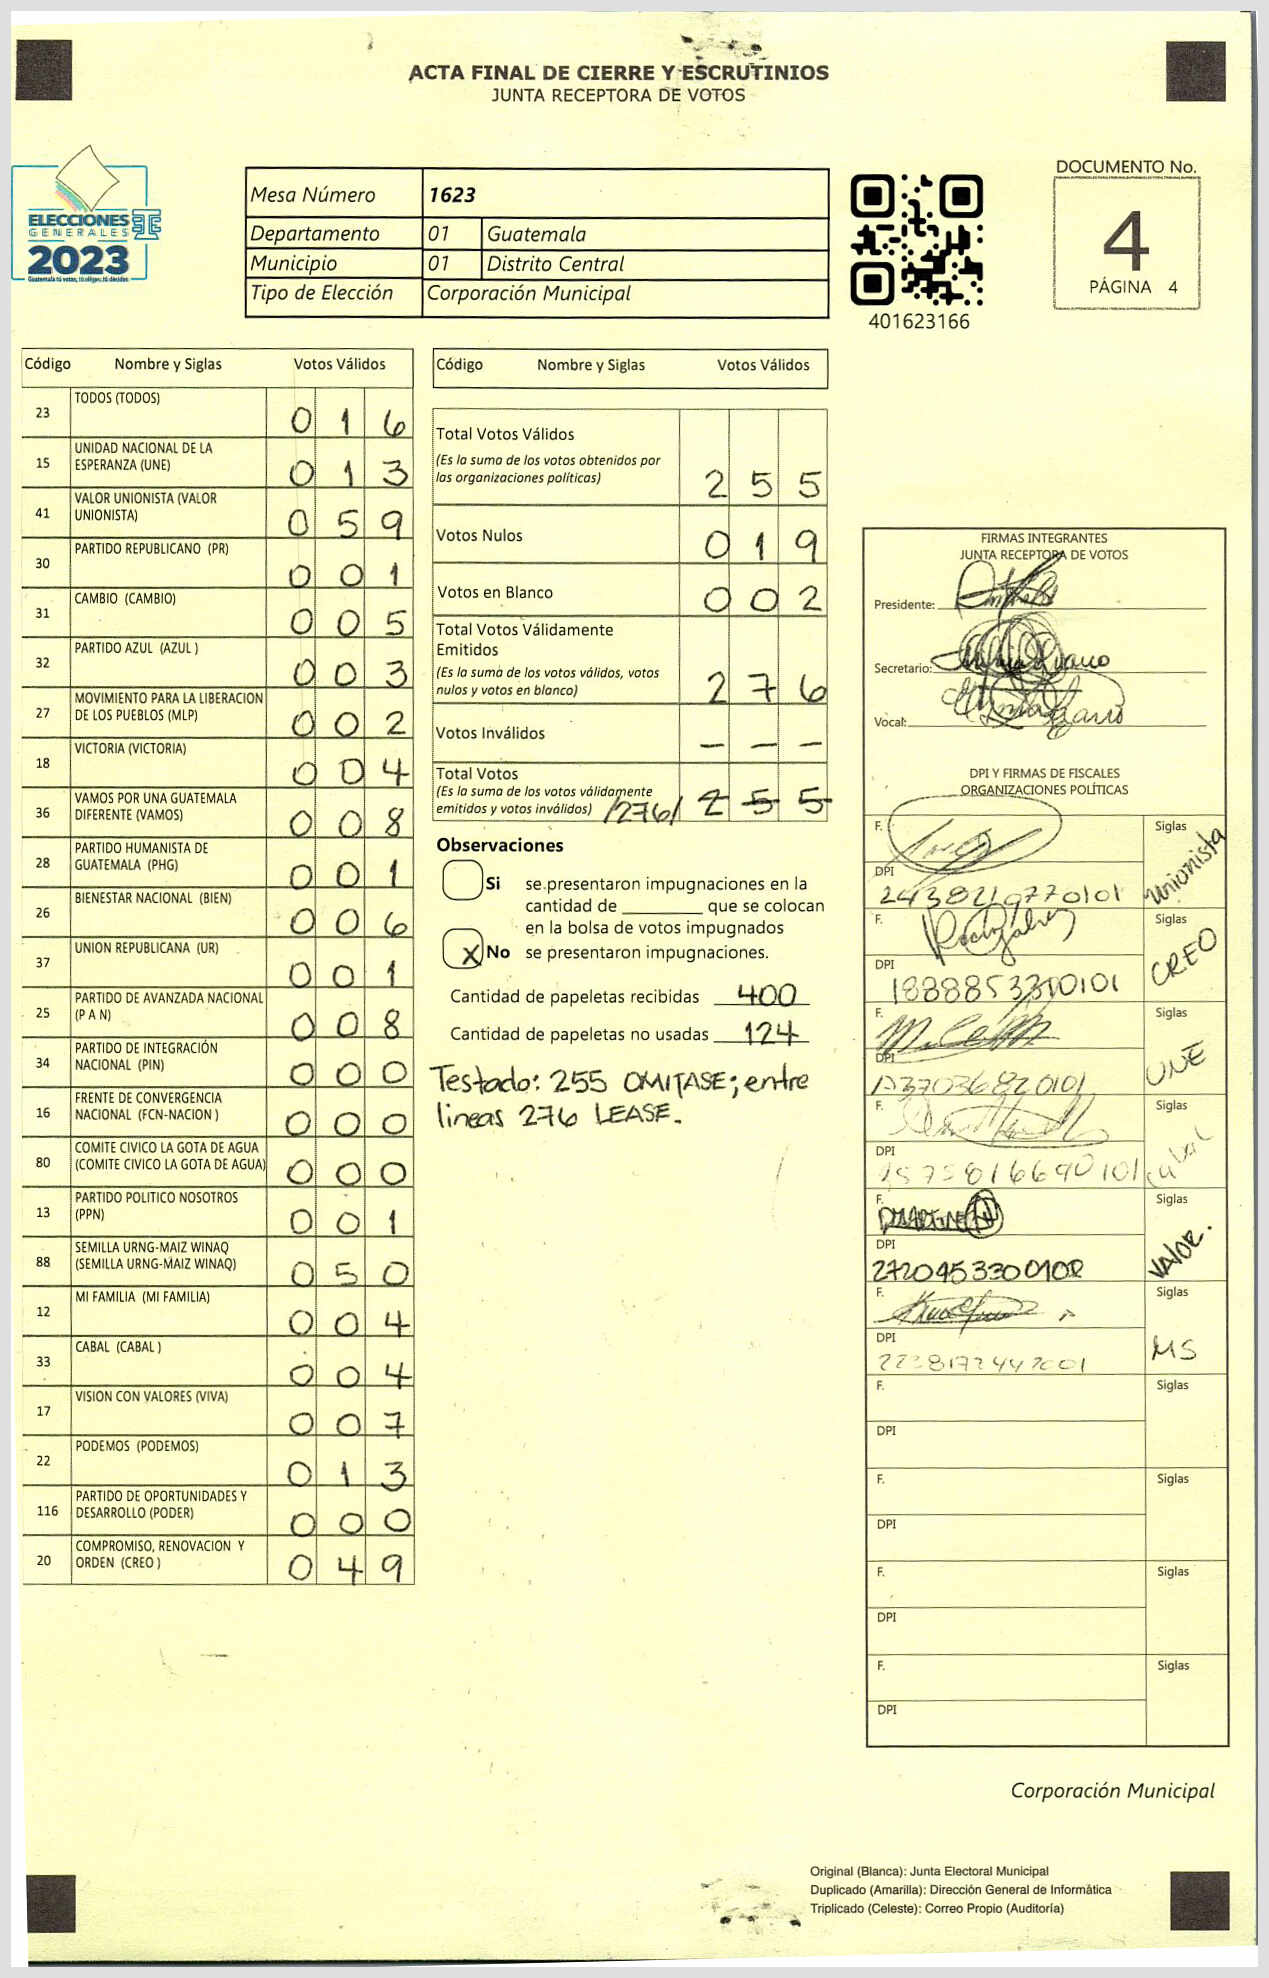 ACTA FINAL DE CIERRE Y ESCRUTINIOS
JUNTA RECEPTORA DE VOTOS
ELECCIONES
GENERALES
2023
Guatemala tú votas, tú eliges, tú decides
Mesa Número 1623
Departamento 01 Guatemala
Municipio 01 Distrito Central
Tipo de Elección Corporación Municipal
401623166
DOCUMENTO No.
4
PÁGINA 4
Código Nombre y Siglas Votos Válidos
23 TODOS (TODOS) 0 1 6
15 UNIDAD NACIONAL DE LA
ESPERANZA (UNE) 0 1 3
41 VALOR UNIONISTA (VALOR
UNIONISTA) 0 5 9
30 PARTIDO REPUBLICANO (PR) 0 0 1
31 CAMBIO (CAMBIO) 0 0 5
32 PARTIDO AZUL (AZUL ) 0 0 3
27 MOVIMIENTO PARA LA LIBERACION
DE LOS PUEBLOS (MLP) 0 0 2
18 VICTORIA (VICTORIA) 0 0 4
36 VAMOS POR UNA GUATEMALA
DIFERENTE (VAMOS) 0 0 8
28 PARTIDO HUMANISTA DE
GUATEMALA (PHG) 0 0 1
26 BIENESTAR NACIONAL (BIEN) 0 0 6
37 UNION REPUBLICANA (UR) 0 0 1
25 PARTIDO DE AVANZADA NACIONAL
(P A N) 0 0 8
34 PARTIDO DE INTEGRACIÓN
NACIONAL (PIN) 0 0 0
16 FRENTE DE CONVERGENCIA
NACIONAL (FCN-NACION ) 0 0 0
80 COMITE CIVICO LA GOTA DE AGUA
(COMITE CIVICO LA GOTA DE AGUA) 0 0 0
13 PARTIDO POLITICO NOSOTROS
(PPN) 0 0 1
88 SEMILLA URNG-MAIZ WINAQ
(SEMILLA URNG-MAIZ WINAQ) 0 5 0
12 MI FAMILIA (MI FAMILIA) 0 0 4
33 CABAL (CABAL ) 0 0 4
17 VISION CON VALORES (VIVA) 0 0 7
22 PODEMOS (PODEMOS) 0 1 3
116 PARTIDO DE OPORTUNIDADES Y
DESARROLLO (PODER) 0 0 0
20 COMPROMISO, RENOVACION Y
ORDEN (CREO ) 0 4 9
Código Nombre y Siglas Votos Válidos
Total Votos Válidos
(Es la suma de los votos obtenidos por
las organizaciones políticas) 2 5 5
Votos Nulos 0 1 9
Votos en Blanco 0 0 2
Total Votos Válidamente
Emitidos
(Es la suma de los votos válidos, votos
nulos y votos en blanco) 2 7 6
Votos Inválidos – – –
Total Votos
(Es la suma de los votos válidamente
emitidos y votos inválidos) /276/ 2 5 5
Observaciones
Si se presentaron impugnaciones en la
cantidad de ________ que se colocan
en la bolsa de votos impugnados
X No se presentaron impugnaciones.
Cantidad de papeletas recibidas 400
Cantidad de papeletas no usadas 124
Testado: 255 OMITASE; entre
lineas 276 LEASE.
FIRMAS INTEGRANTES
JUNTA RECEPTORA DE VOTOS
Presidente:
Secretario:
Vocal:
DPI Y FIRMAS DE FISCALES
ORGANIZACIONES POLÍTICAS
F. Siglas
Unionista
DPI
2438219770101
F. Siglas
CREO
DPI
1888853310101
F. Siglas
UNE
DPI
F. Siglas
Cabal
DPI
F. Siglas
VALOR.
DPI
F. Siglas
MS
DPI
F. Siglas
DPI
F. Siglas
DPI
F. Siglas
DPI
F. Siglas
DPI
Corporación Municipal
Original (Blanca): Junta Electoral Municipal
Duplicado (Amarilla): Dirección General de Informática
Triplicado (Celeste): Correo Propio (Auditoría)